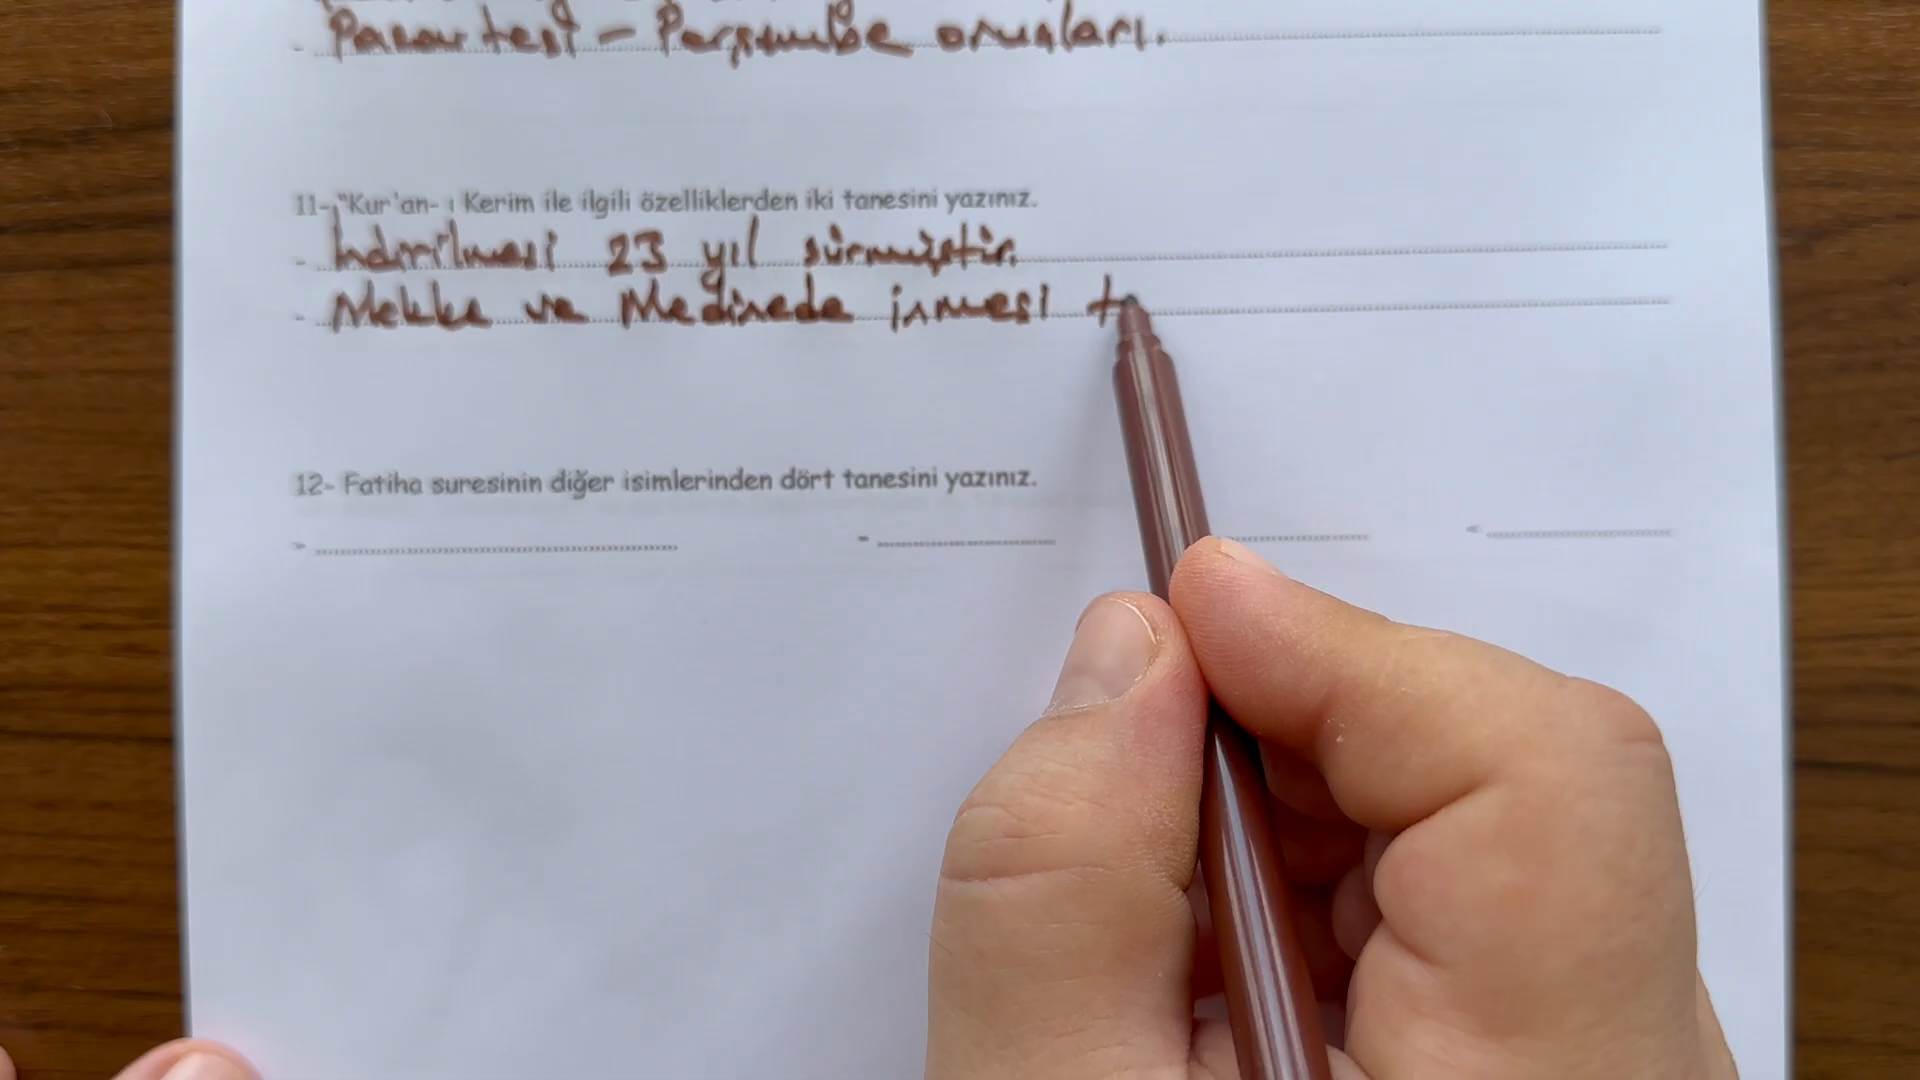 - Pazartesi - Perşembe oruçları.
11- "Kur'an- ı Kerim ile ilgili özelliklerden iki tanesini yazınız.
- İndirilmesi 23 yıl sürmüştür.
- Mekke ve Medinede inmesi t
12- Fatiha suresinin diğer isimlerinden dört tanesini yazınız.